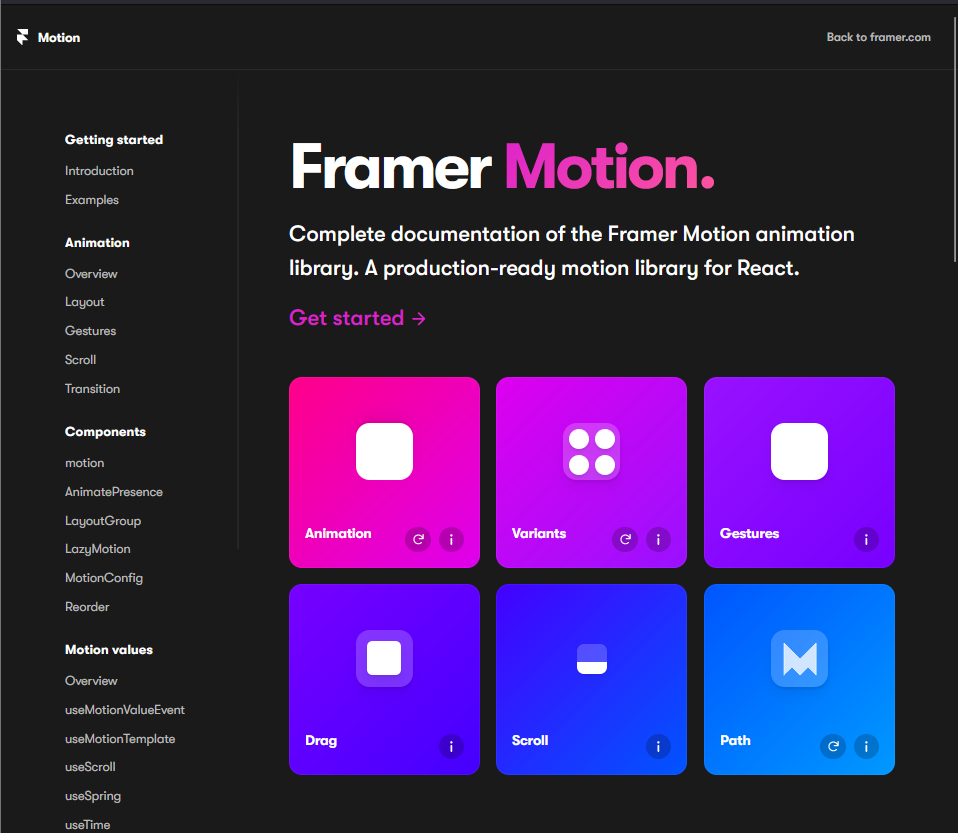 Motion
Back to framer.com
Getting started
Introduction
Examples
Animation
Overview
Layout
Gestures
Scroll
Transition
Components
motion
AnimatePresence
LayoutGroup
LazyMotion
MotionConfig
Reorder
Motion values
Overview
useMotionValueEvent
useMotionTemplate
useScroll
useSpring
useTime
Framer Motion.
Complete documentation of the Framer Motion animation
library. A production-ready motion library for React.
Get started →
Animation
Variants
Gestures
Drag
Scroll
Path